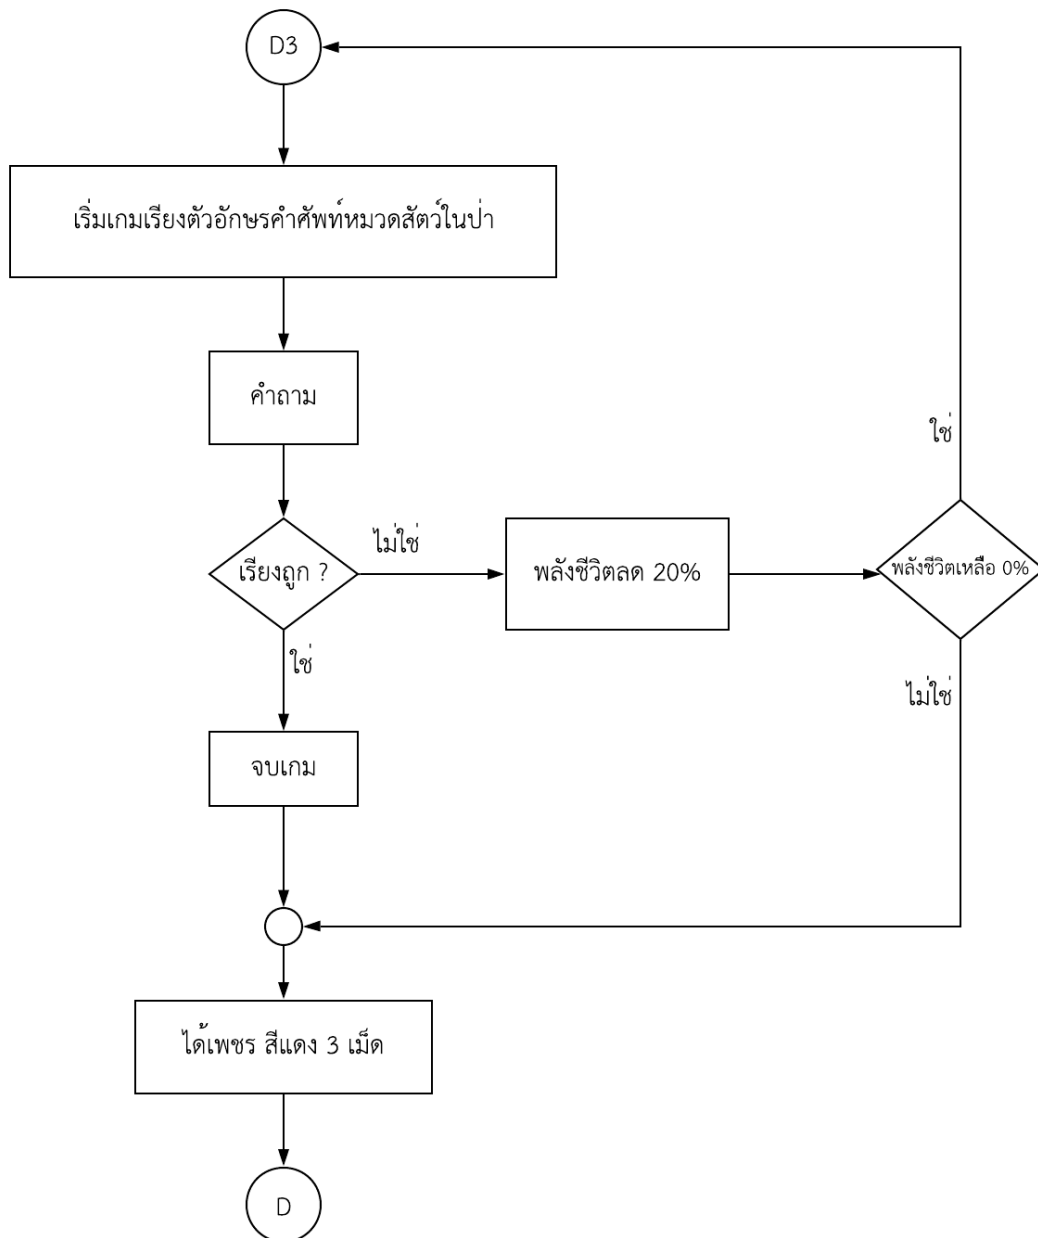 D3
เริ่มเกมเรียงตัวอักษรคำศัพท์หมวดสัตว์ในป่า
คำถาม
ใช่
เรียงถูก ?
ไม่ใช่
พลังชีวิตลด 20%
พลังชีวิตเหลือ 0%
ใช่
ไม่ใช่
จบเกม
ได้เพชร สีแดง 3 เม็ด
D